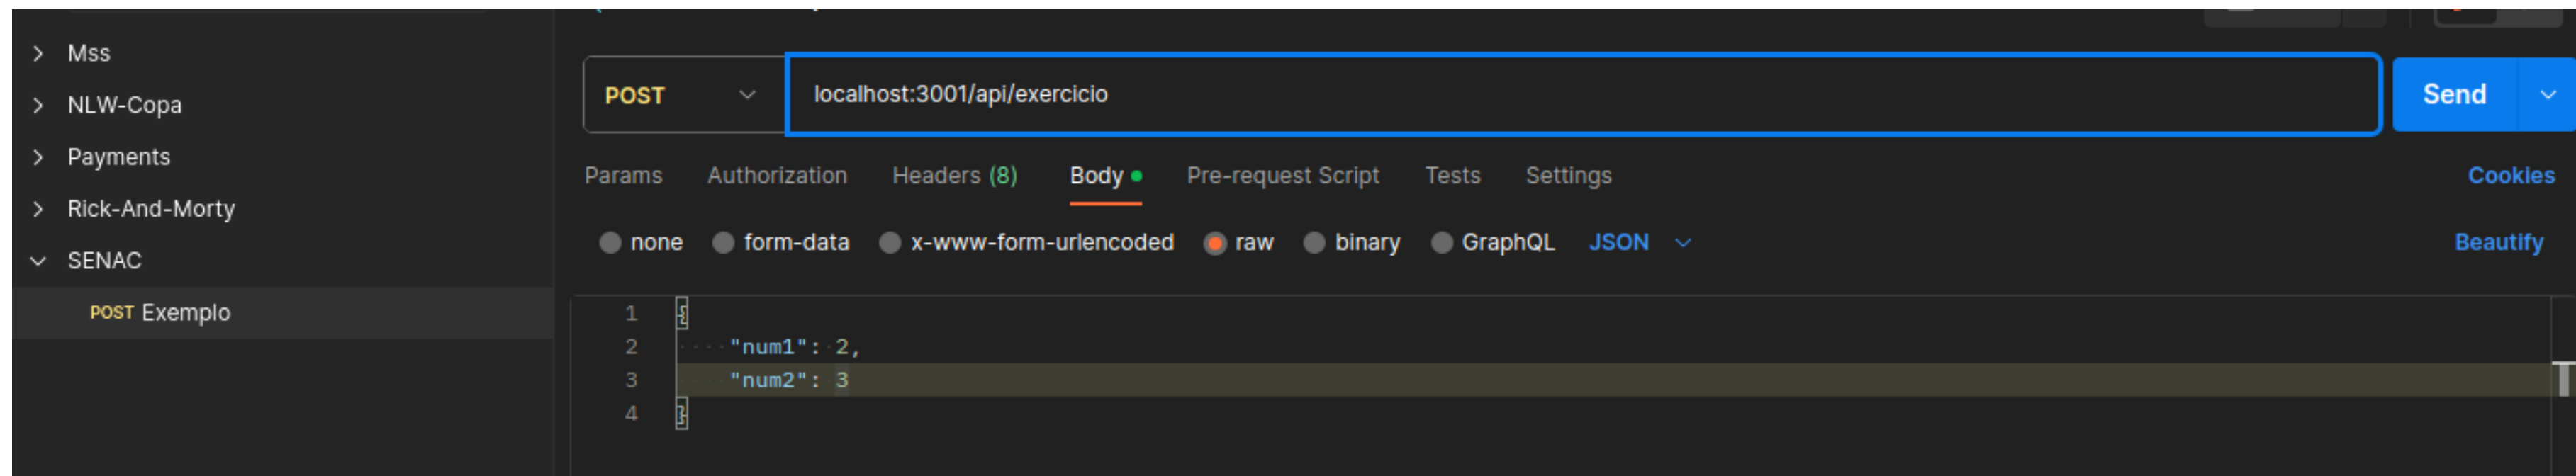 Mss
NLW-Copa
Payments
Rick-And-Morty
SENAC
POST Exemplo
POST localhost:3001/api/exercicio Send
Params Authorization Headers (8) Body Pre-request Script Tests Settings Cookies
none form-data x-www-form-urlencoded raw binary GraphQL JSON Beautify
1 {
2 "num1": 2,
3 "num2": 3
4 }